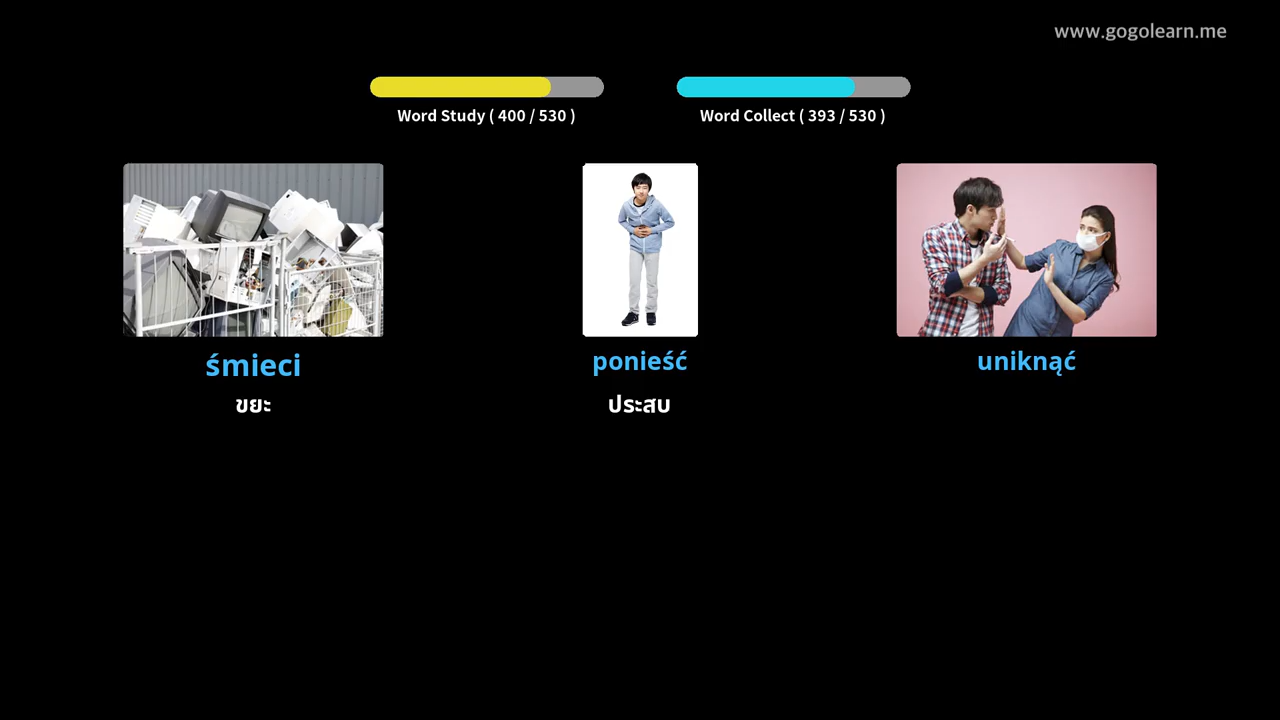 www.gogolearn.me
Word Study ( 400 / 530 )
Word Collect ( 393 / 530 )
śmieci
ponieść
uniknąć
ขยะ
ประสบ